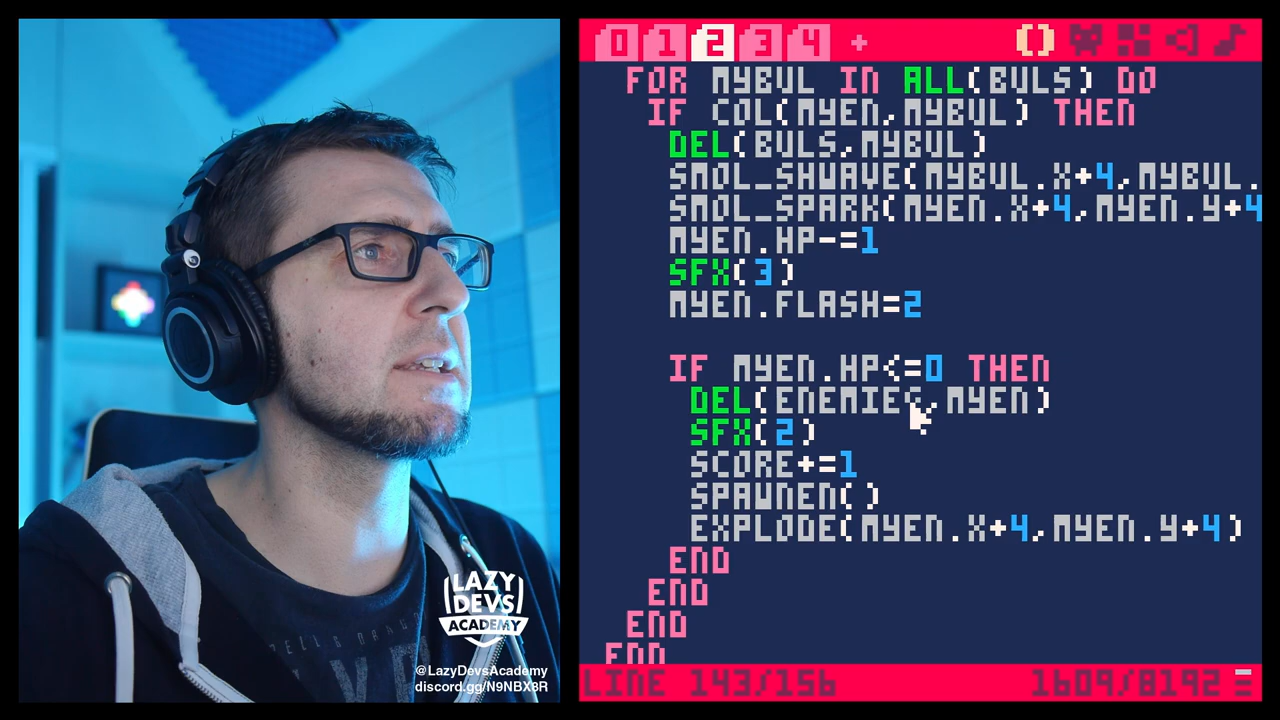 0 1 2 3 4 +
FOR MYBUL IN ALL(BULS) DO
IF COL(MYEN,MYBUL) THEN
DEL(BULS,MYBUL)
SMOL_SHWAVE(MYBUL.X+4,MYBUL.
SMOL_SPARK(MYEN.X+4,MYEN.Y+4
MYEN.HP-=1
SFX(3)
MYEN.FLASH=2
IF MYEN.HP<=0 THEN
DEL(ENEMIES,MYEN)
SFX(2)
SCORE+=1
SPAWNEN()
EXPLODE(MYEN.X+4,MYEN.Y+4)
END
END
END
END
LINE 143/156
1609/8192
LAZY
DEVS
ACADEMY
@LazyDevsAcademy
discord.gg/N9NBX8R